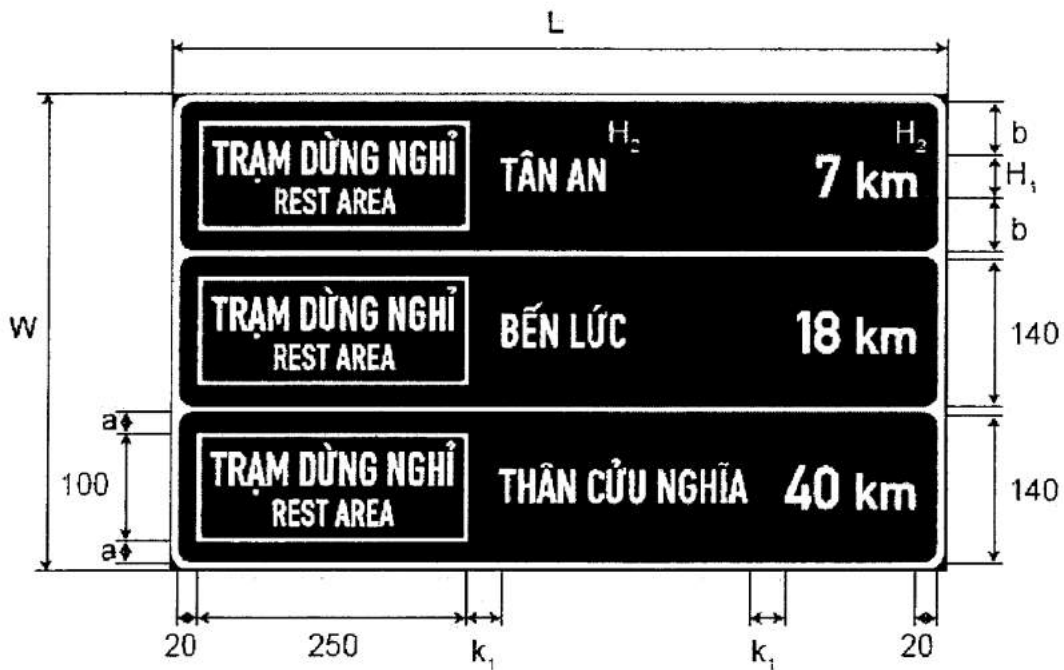 L
TRẠM DỪNG NGHỈ
REST AREA
TÂN AN
H₂
7 km
H₂
b
H₁
b
W
TRẠM DỪNG NGHỈ
REST AREA
BẾN LỨC
18 km
140
a
100
a
TRẠM DỪNG NGHỈ
REST AREA
THÂN CỬU NGHĨA
40 km
140
20
250
k₁
k₁
20